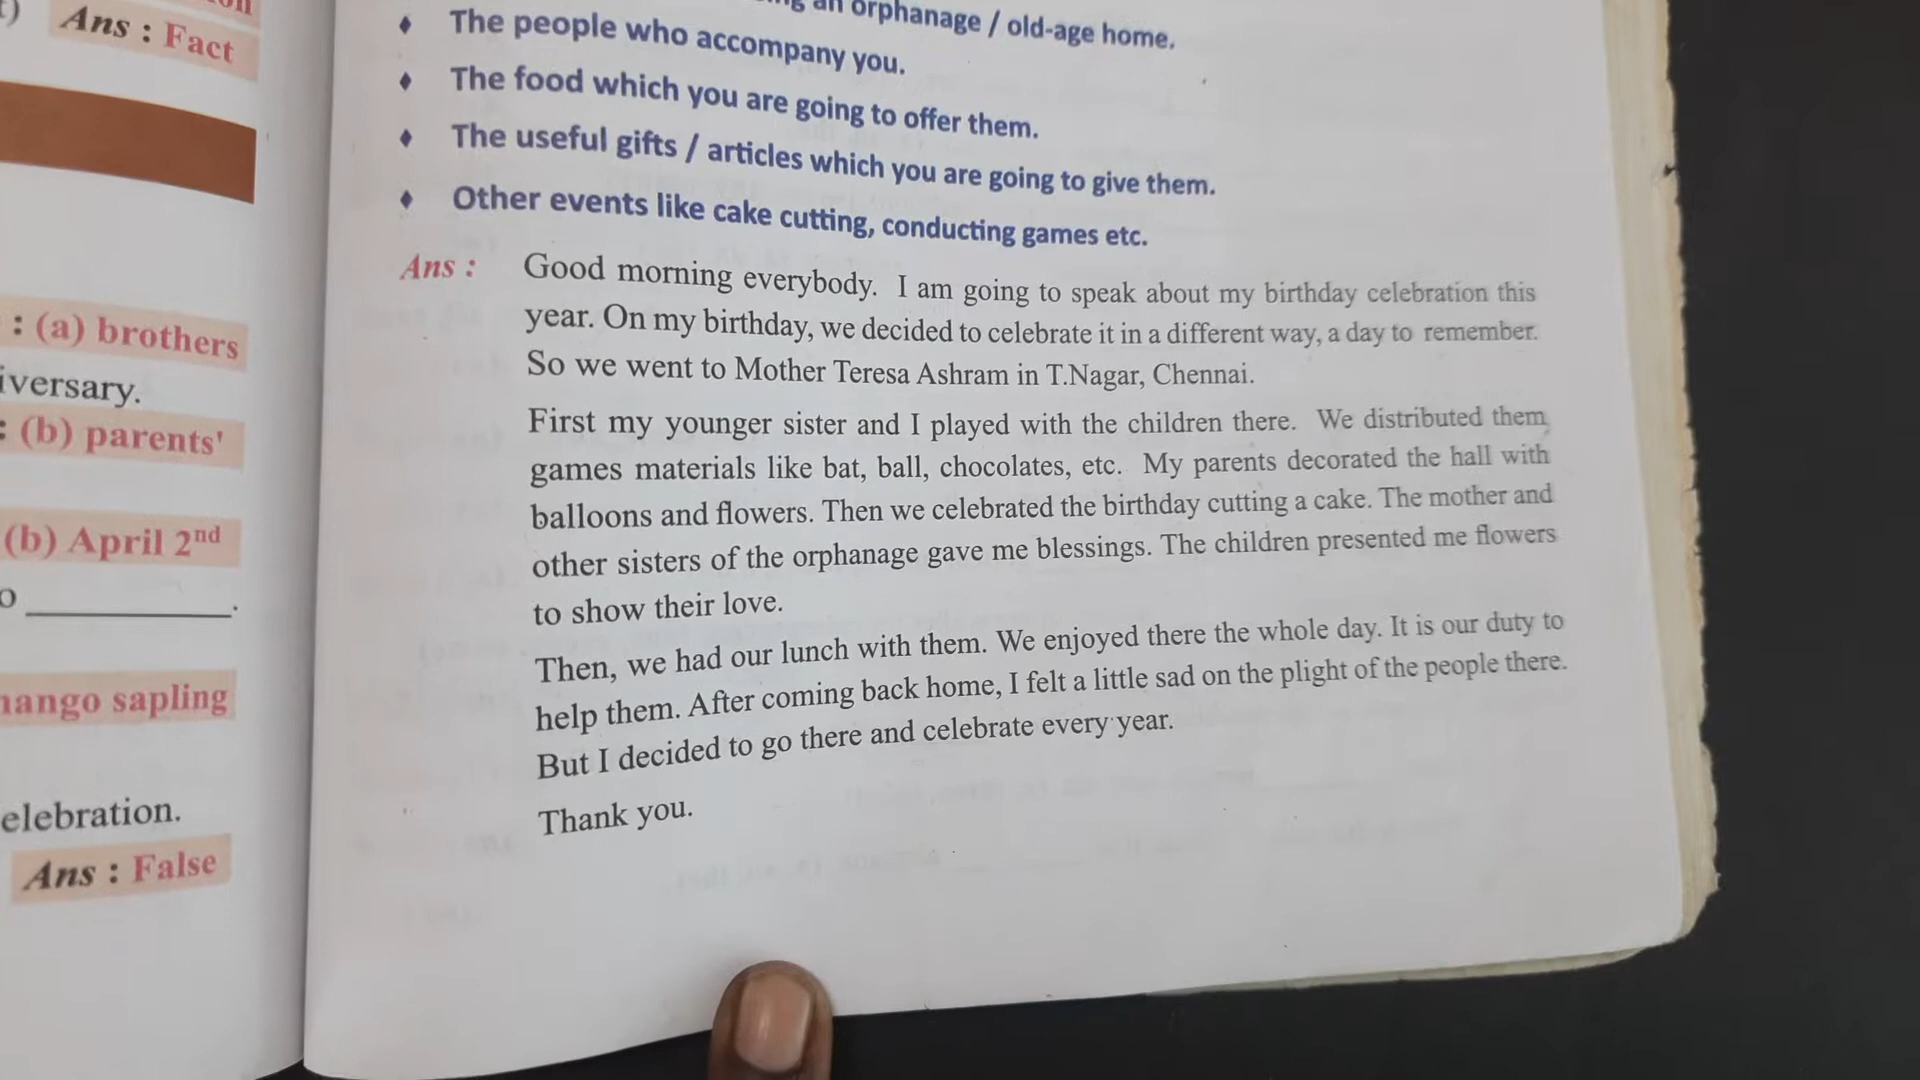 Ans : Fact
: (a) brothers
iversary.
: (b) parents'
(b) April 2nd
o ____________.
mango sapling
elebration.
Ans : False
an orphanage / old-age home.
♦ The people who accompany you.
♦ The food which you are going to offer them.
♦ The useful gifts / articles which you are going to give them.
♦ Other events like cake cutting, conducting games etc.
Ans : Good morning everybody. I am going to speak about my birthday celebration this
year. On my birthday, we decided to celebrate it in a different way, a day to remember.
So we went to Mother Teresa Ashram in T.Nagar, Chennai.
First my younger sister and I played with the children there. We distributed them
games materials like bat, ball, chocolates, etc. My parents decorated the hall with
balloons and flowers. Then we celebrated the birthday cutting a cake. The mother and
other sisters of the orphanage gave me blessings. The children presented me flowers
to show their love.
Then, we had our lunch with them. We enjoyed there the whole day. It is our duty to
help them. After coming back home, I felt a little sad on the plight of the people there.
But I decided to go there and celebrate every year.
Thank you.